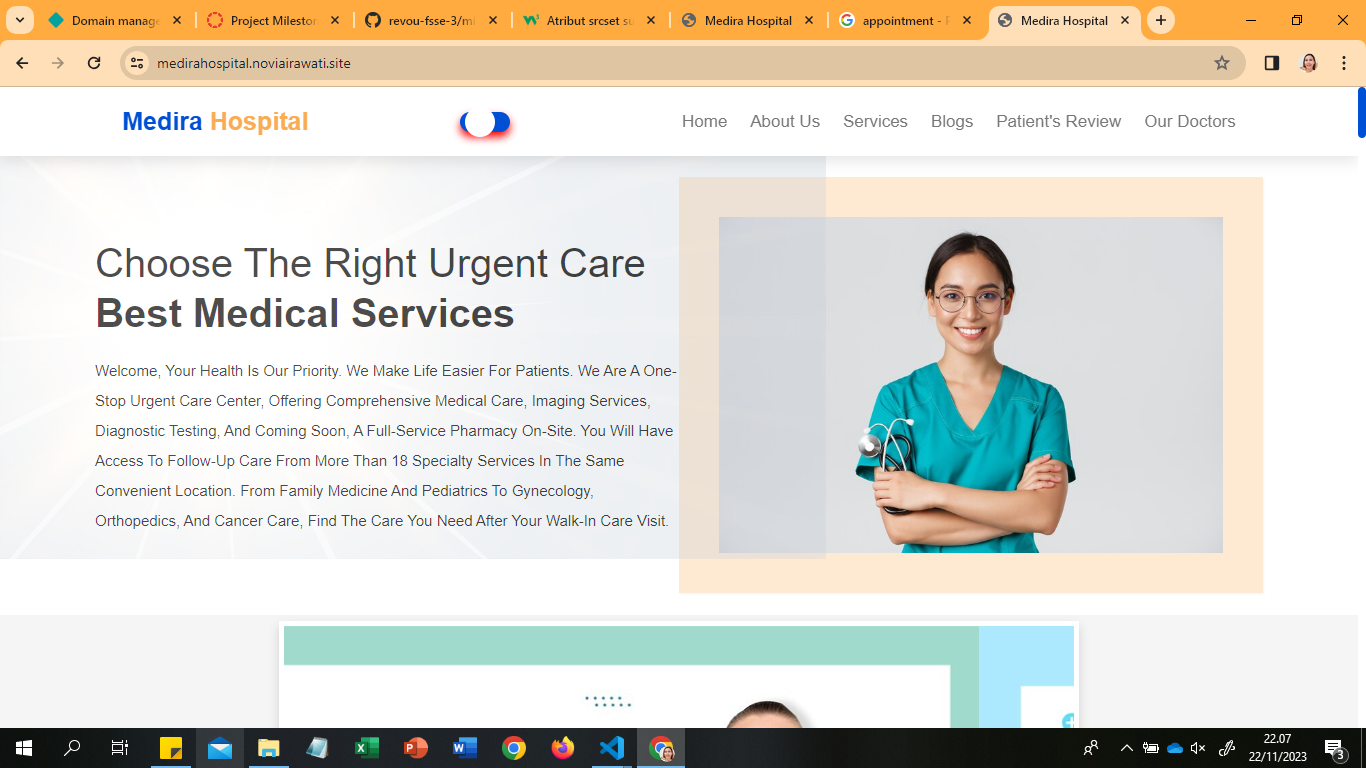 Domain manage
Project Mileston
revou-fsse-3/mi
Atribut srcset su
Medira Hospital
appointment - 
Medira Hospital
medirahospital.noviairawati.site
Medira Hospital
Home
About Us
Services
Blogs
Patient's Review
Our Doctors
Choose The Right Urgent Care
Best Medical Services
Welcome, Your Health Is Our Priority. We Make Life Easier For Patients. We Are A One-
Stop Urgent Care Center, Offering Comprehensive Medical Care, Imaging Services,
Diagnostic Testing, And Coming Soon, A Full-Service Pharmacy On-Site. You Will Have
Access To Follow-Up Care From More Than 18 Specialty Services In The Same
Convenient Location. From Family Medicine And Pediatrics To Gynecology,
Orthopedics, And Cancer Care, Find The Care You Need After Your Walk-In Care Visit.
22.07
22/11/2023
3